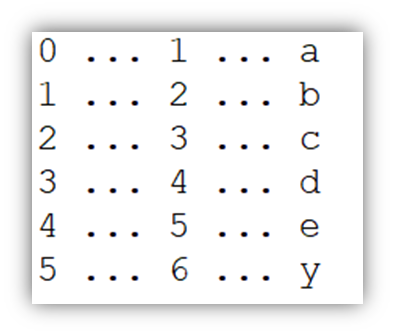 0 ... 1 ... a
1 ... 2 ... b
2 ... 3 ... c
3 ... 4 ... d
4 ... 5 ... e
5 ... 6 ... y